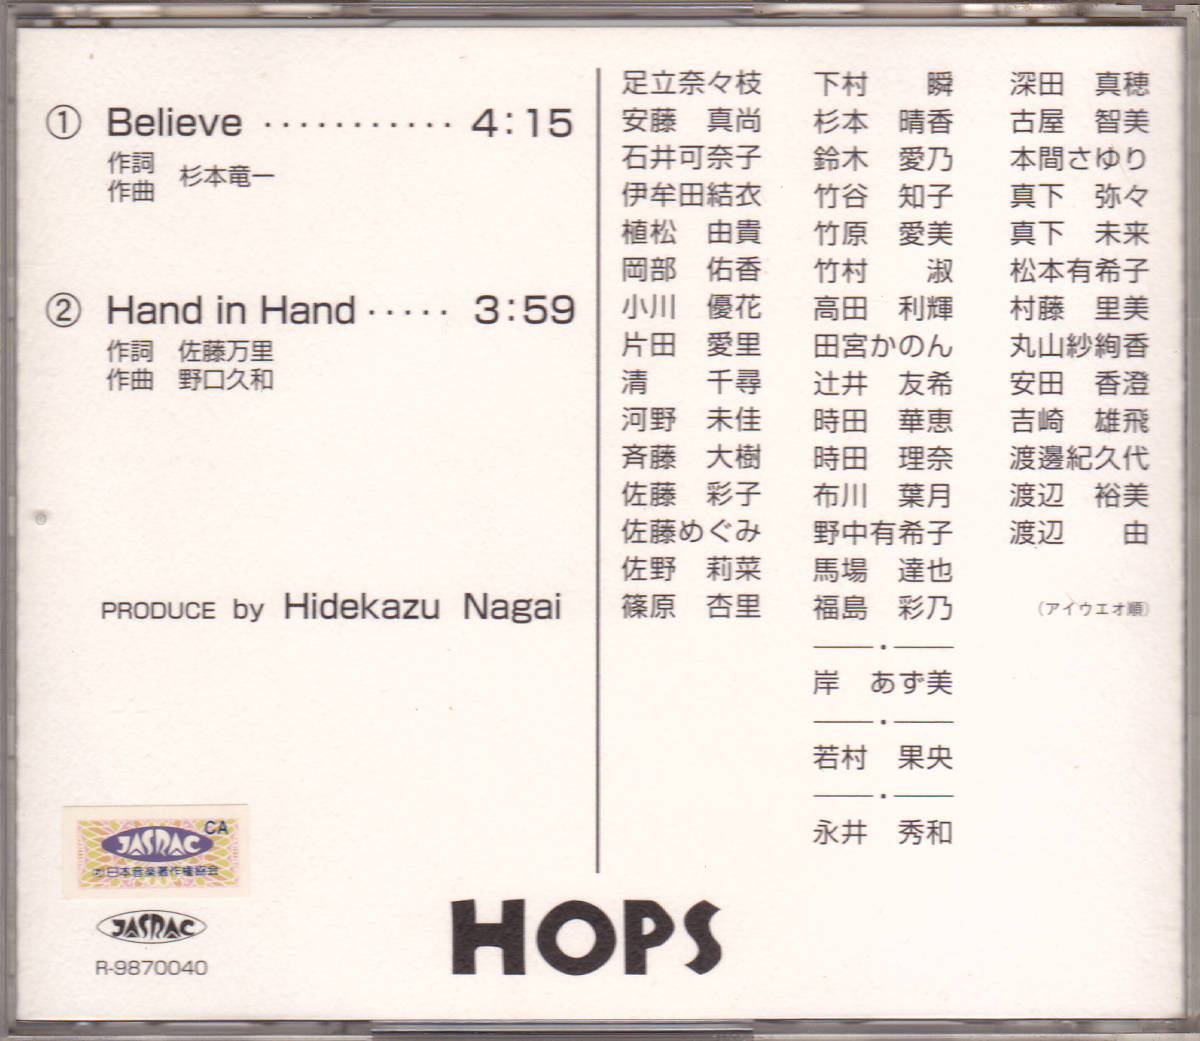 ① Believe ・・・・・・・・・・・ 4:15
作詞
作曲 杉本竜一
② Hand in Hand ・・・・・ 3:59
作詞 佐藤万里
作曲 野口久和
PRODUCE by Hidekazu Nagai
足立奈々枝
安藤 真尚
石井可奈子
伊牟田結衣
植松 由貴
岡部 佑香
小川 優花
片田 愛里
清 千尋
河野 未佳
斉藤 大樹
佐藤 彩子
佐藤めぐみ
佐野 莉菜
篠原 杏里
下村 瞬
杉本 晴香
鈴木 愛乃
竹谷 知子
竹原 愛美
竹村 淑
高田 利輝
田宮かのん
辻井 友希
時田 華恵
時田 理奈
布川 葉月
野中有希子
馬場 達也
福島 彩乃
岸 あず美
若村 果央
永井 秀和
深田 真穂
古屋 智美
本間さゆり
真下 弥々
真下 未来
松本有希子
村藤 里美
丸山紗絢香
安田 香澄
吉崎 雄飛
渡邊紀久代
渡辺 裕美
渡辺 由
(アイウエオ順)
CA
JASRAC
㈳日本音楽著作権協会
JASRAC
R-9870040
HOPS